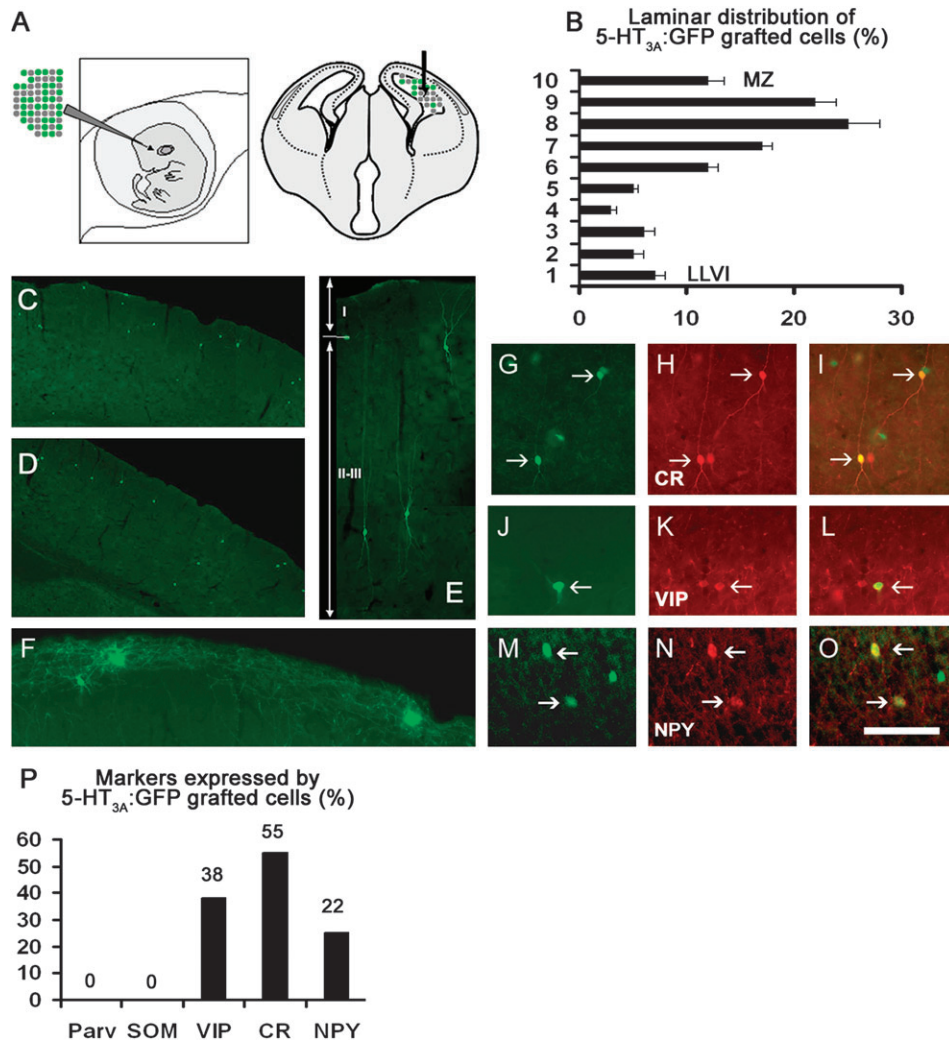 A
B Laminar distribution of
5-HT3A:GFP grafted cells (%)
10 MZ
9
8
7
6
5
4
3
2
1 LLVI
0 10 20 30
C
D
E
I
II-III
F
G H I
CR
J K L
VIP
M N O
NPY
P Markers expressed by
5-HT3A:GFP grafted cells (%)
60
50
40
30
20
10
0
0 0 38 55 22
Parv SOM VIP CR NPY